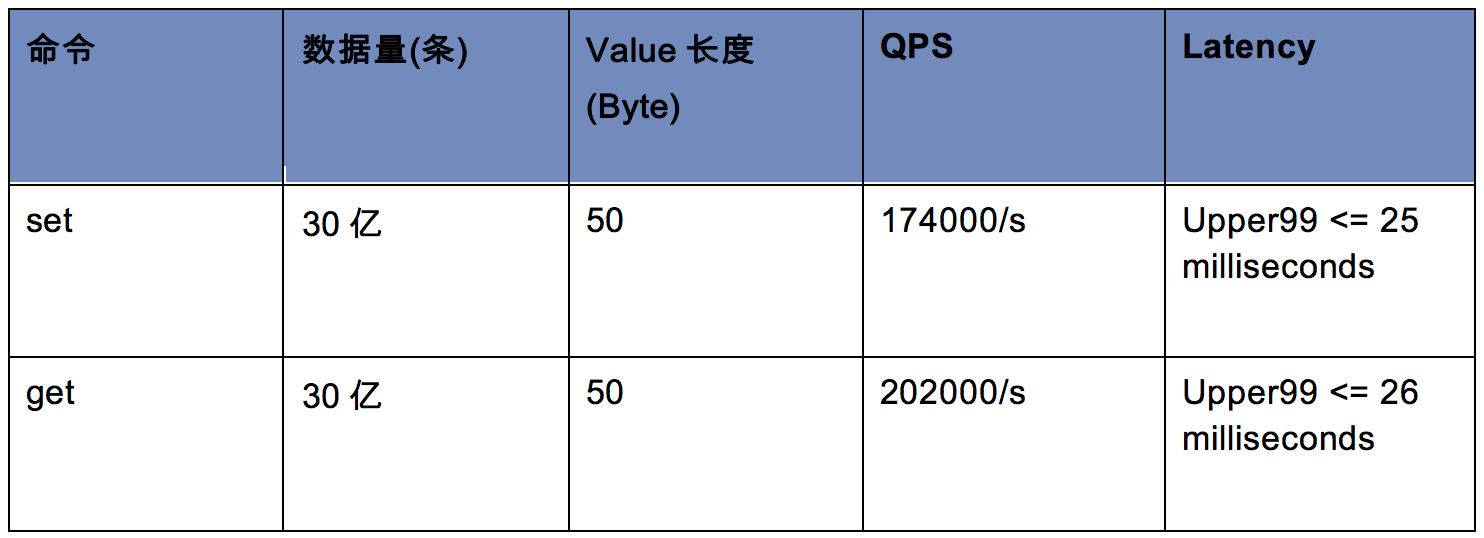 命令
数据量(条)
Value 长度
(Byte)
QPS
Latency
set
30 亿
50
174000/s
Upper99 <= 25
milliseconds
get
30 亿
50
202000/s
Upper99 <= 26
milliseconds